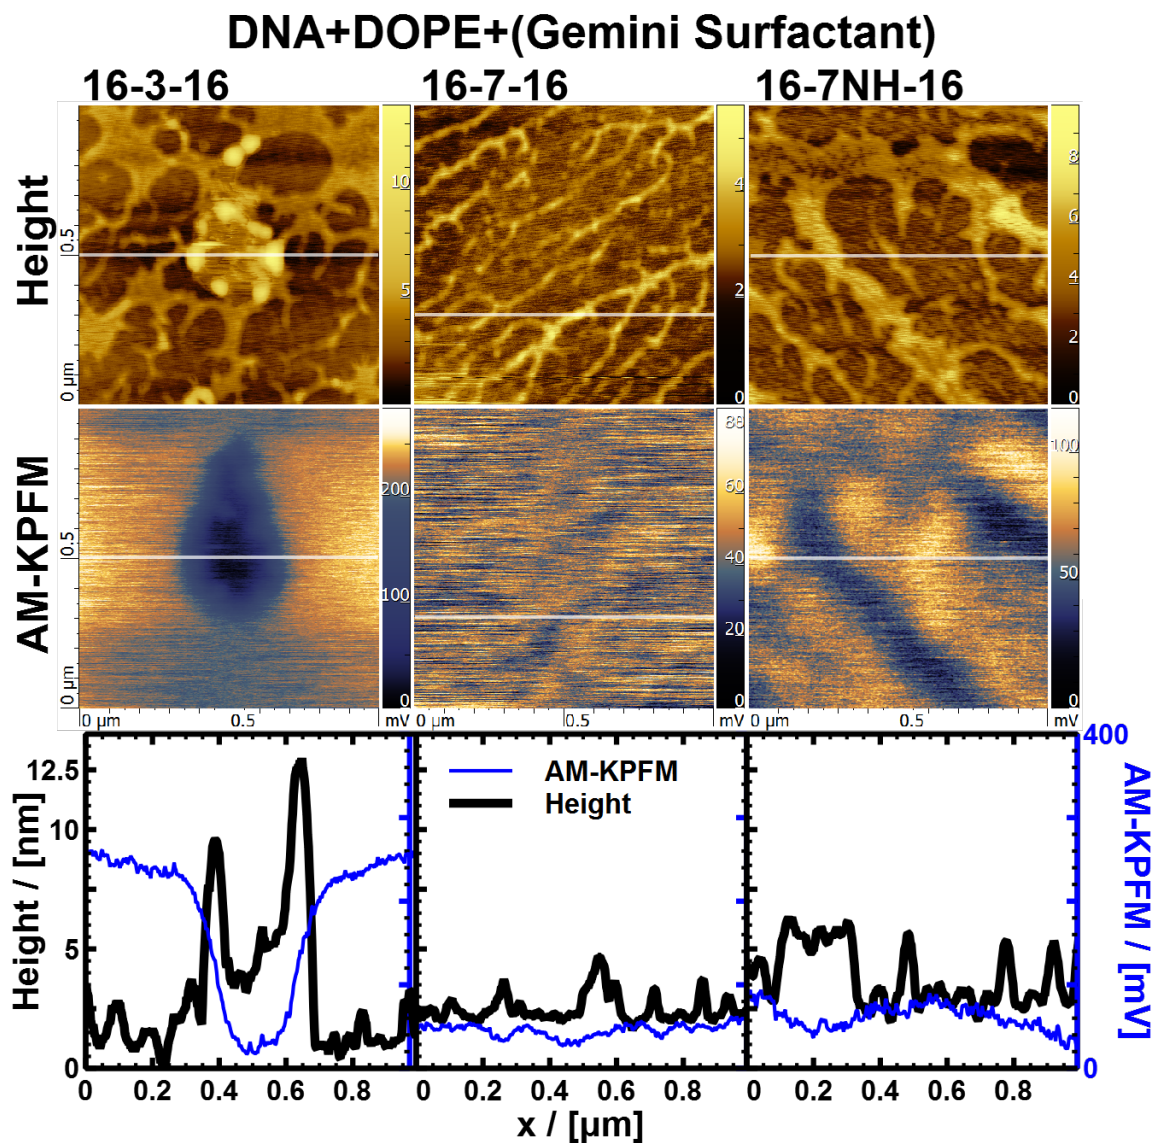 DNA+DOPE+(Gemini Surfactant)
16-3-16 16-7-16 16-7NH-16
Height
0.5
0 µm
10
5
4
2
0
8
6
4
2
0
AM-KPFM
0.5
0 µm
200
100
0
88
60
40
20
0
100
50
0
0 µm 0.5 mV 0 µm 0.5 mV 0 µm 0.5 mV
Height / [nm]
12.5
10
5
0
AM-KPFM
Height
400
0
AM-KPFM / [mV]
0 0.2 0.4 0.6 0.8 0 0.2 0.4 0.6 0.8 0 0.2 0.4 0.6 0.8
x / [µm]